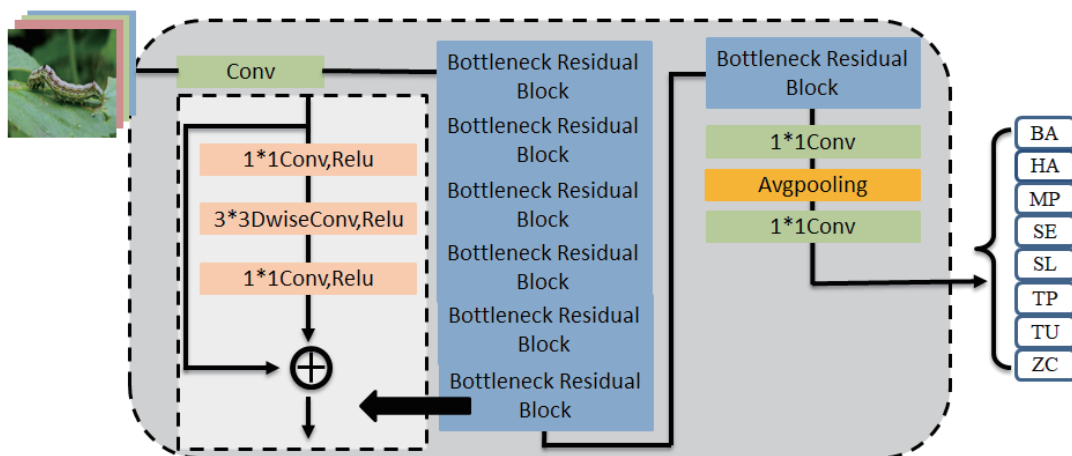 Conv
1*1Conv,Relu
3*3DwiseConv,Relu
1*1Conv,Relu
Bottleneck Residual
Block
Bottleneck Residual
Block
Bottleneck Residual
Block
Bottleneck Residual
Block
Bottleneck Residual
Block
Bottleneck Residual
Block
Bottleneck Residual
Block
1*1Conv
Avgpooling
1*1Conv
BA
HA
MP
SE
SL
TP
TU
ZC